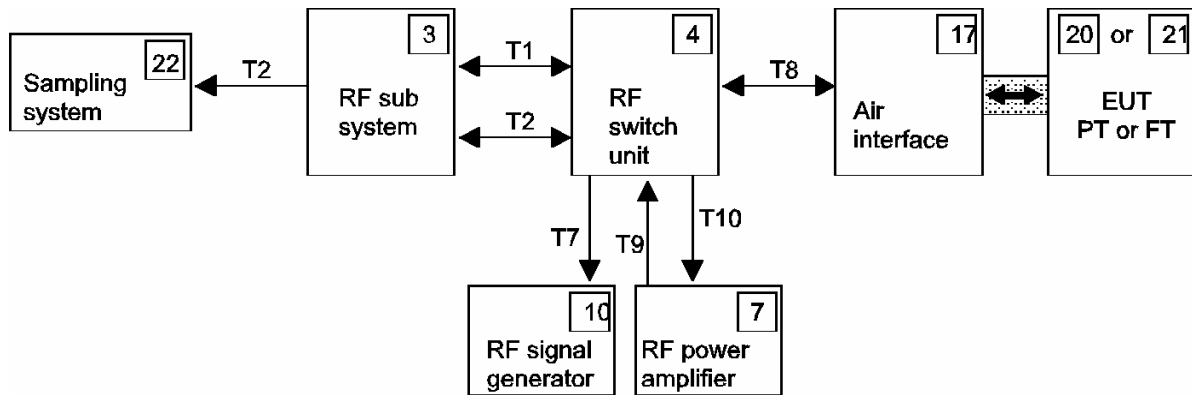 22
Sampling
system
T2
3
RF sub
system
T1
T2
4
RF
switch
unit
T8
17
Air
interface
20 or 21
EUT
PT or FT
T7
T9
T10
10
RF signal
generator
7
RF power
amplifier